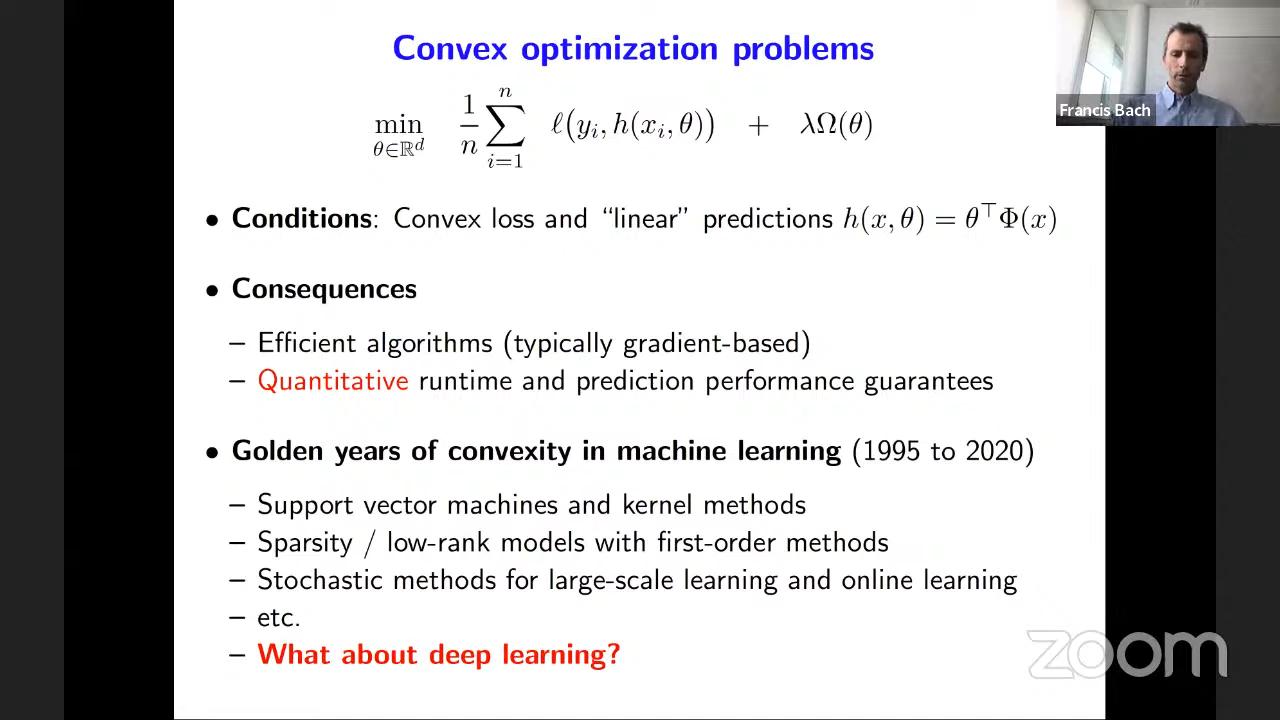 Convex optimization problems
min θ∈ℝ^d 1/n ∑_{i=1}^{n} ℓ(y_i, h(x_i, θ)) + λΩ(θ)
Francis Bach
• Conditions: Convex loss and “linear” predictions h(x, θ) = θ^⊤Φ(x)
• Consequences
– Efficient algorithms (typically gradient-based)
– Quantitative runtime and prediction performance guarantees
• Golden years of convexity in machine learning (1995 to 2020)
– Support vector machines and kernel methods
– Sparsity / low-rank models with first-order methods
– Stochastic methods for large-scale learning and online learning
– etc.
– What about deep learning?
zoom